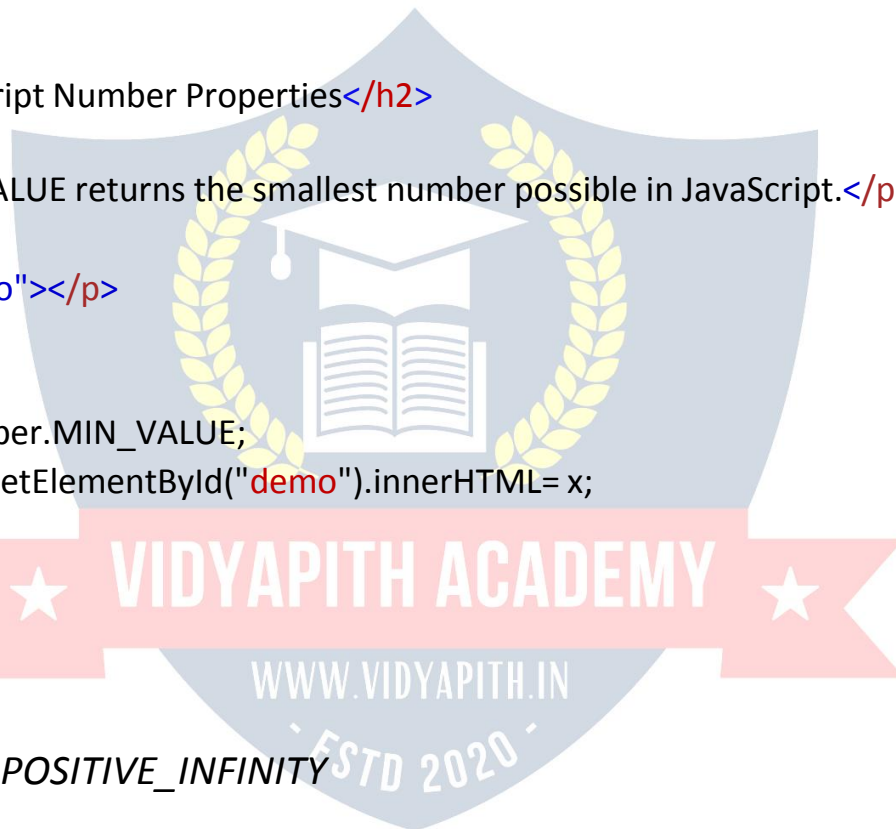 ript Number Properties</h2>
ALUE returns the smallest number possible in JavaScript.</p
o"></p>
ber.MIN_VALUE;
etElementById("demo").innerHTML= x;
VIDYAPITH ACADEMY
WWW.VIDYAPITH.IN
POSITIVE_INFINITY
- ESTD 2020 -